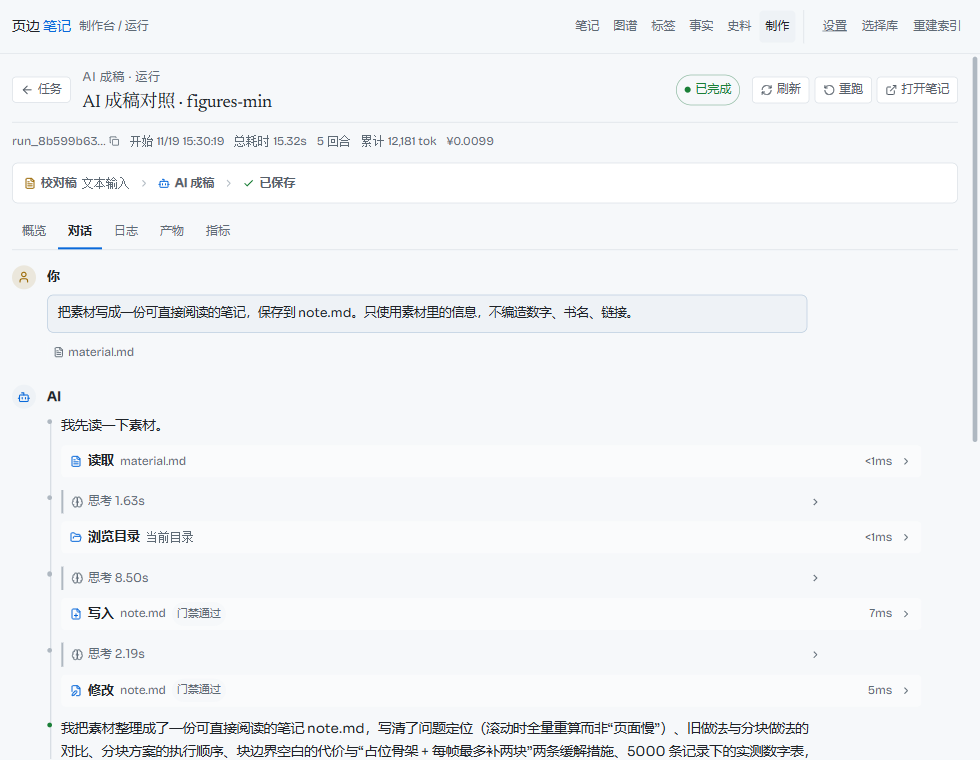 页边 笔记 制作台 / 运行 笔记 图谱 标签 事实 史料 制作 设置 选择库 重建索引
← 任务
AI 成稿 · 运行
AI 成稿对照 · figures-min
已完成 刷新 重跑 打开笔记
run_8b599b63... 开始 11/19 15:30:19 总耗时 15.32s 5 回合 累计 12,181 tok ¥0.0099
校对稿 文本输入 › AI 成稿 › 已保存
概览 对话 日志 产物 指标
你
把素材写成一份可直接阅读的笔记，保存到 note.md。只使用素材里的信息，不编造数字、书名、链接。
material.md
AI
我先读一下素材。
读取 material.md <1ms
思考 1.63s
浏览目录 当前目录 <1ms
思考 8.50s
写入 note.md 门禁通过 7ms
思考 2.19s
修改 note.md 门禁通过 5ms
我把素材整理成了一份可直接阅读的笔记 note.md，写清了问题定位（滚动时全量重算而非“页面慢”）、旧做法与分块做法的
对比、分块方案的执行顺序、块边界空白的代价与“占位骨架 + 每帧最多补两块”两条缓解措施、5000 条记录下的实测数字表，